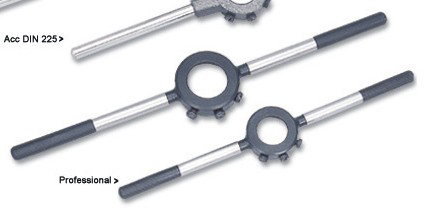 Acc DIN 225 >
Professional >